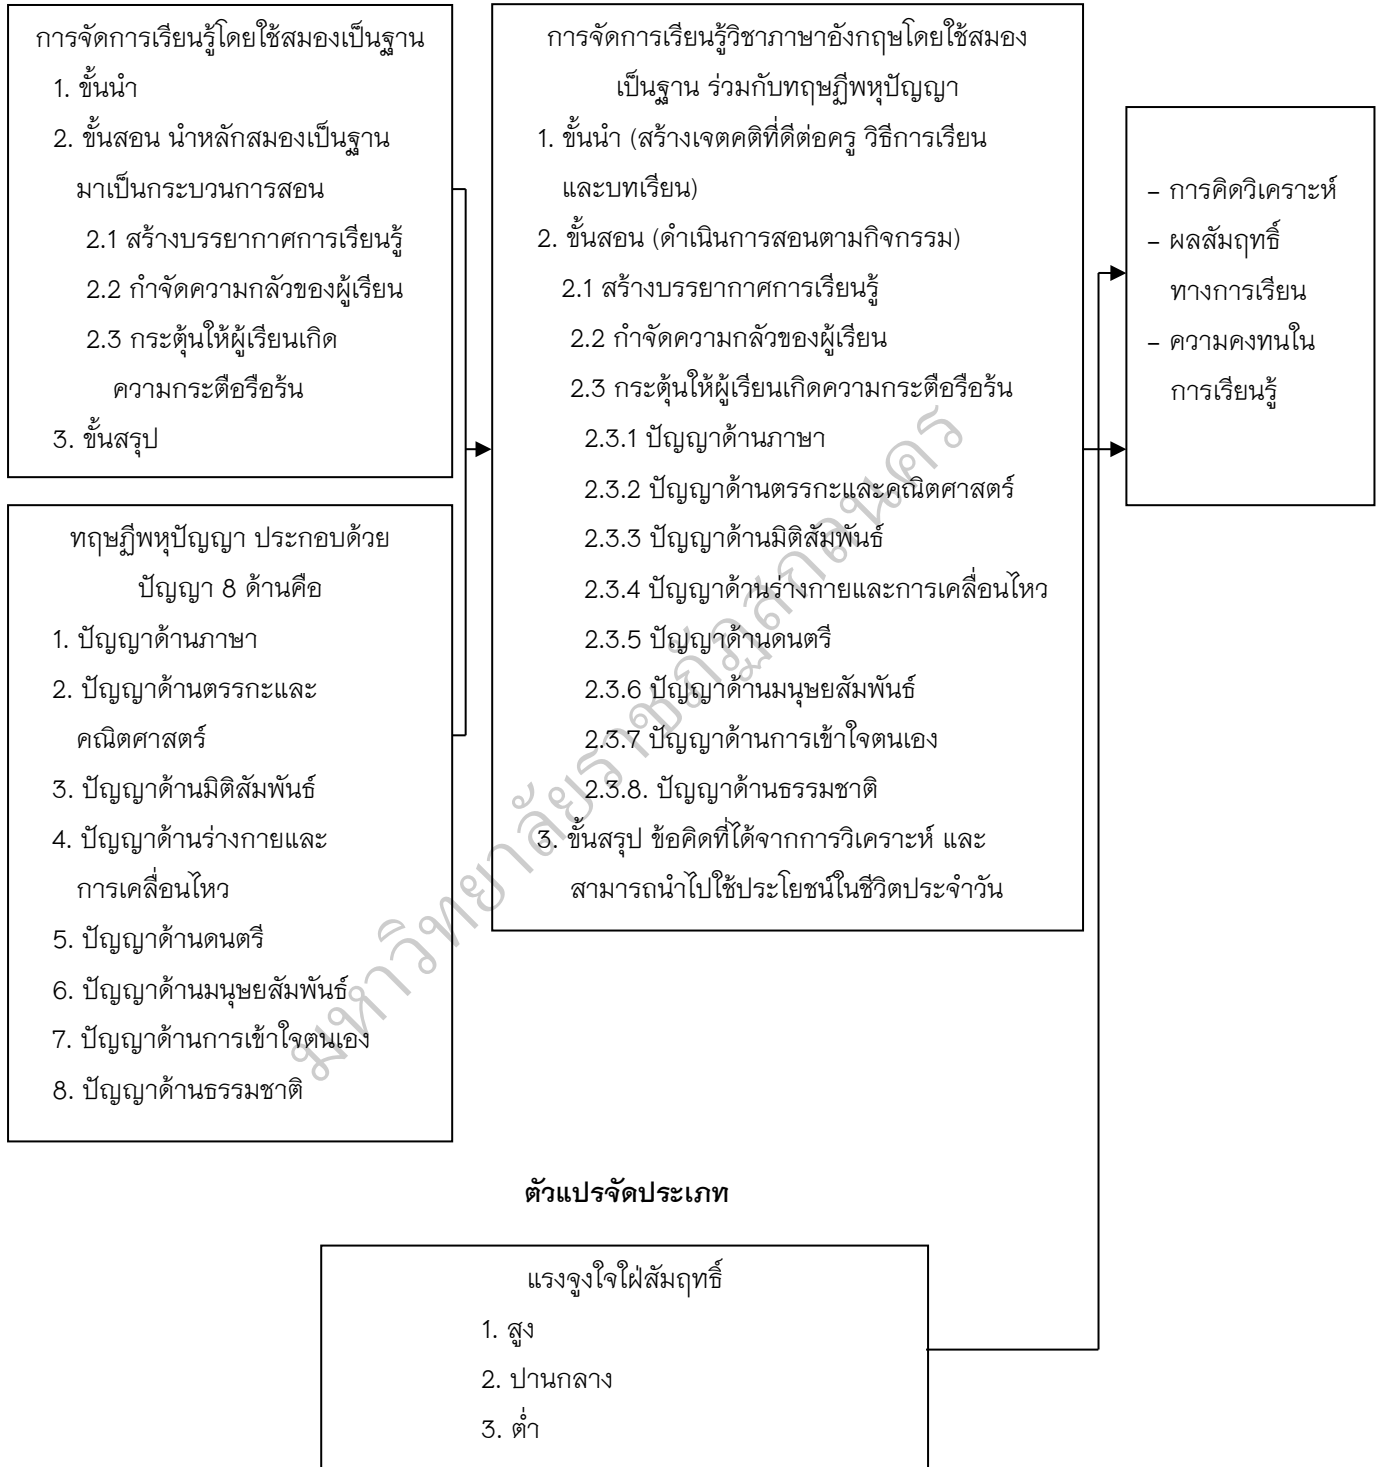 การจัดการเรียนรู้โดยใช้สมองเป็นฐาน
1. ขั้นนำ
2. ขั้นสอน นำหลักสมองเป็นฐาน
มาเป็นกระบวนการสอน
2.1 สร้างบรรยากาศการเรียนรู้
2.2 กำจัดความกลัวของผู้เรียน
2.3 กระตุ้นให้ผู้เรียนเกิด
ความกระตือรือร้น
3. ขั้นสรุป
ทฤษฎีพหุปัญญา ประกอบด้วย
ปัญญา 8 ด้านคือ
1. ปัญญาด้านภาษา
2. ปัญญาด้านตรรกะและ
คณิตศาสตร์
3. ปัญญาด้านมิติสัมพันธ์
4. ปัญญาด้านร่างกายและ
การเคลื่อนไหว
5. ปัญญาด้านดนตรี
6. ปัญญาด้านมนุษยสัมพันธ์
7. ปัญญาด้านการเข้าใจตนเอง
8. ปัญญาด้านธรรมชาติ
การจัดการเรียนรู้วิชาภาษาอังกฤษโดยใช้สมอง
เป็นฐาน ร่วมกับทฤษฎีพหุปัญญา
1. ขั้นนำ (สร้างเจตคติที่ดีต่อครู วิธีการเรียน
และบทเรียน)
2. ขั้นสอน (ดำเนินการสอนตามกิจกรรม)
2.1 สร้างบรรยากาศการเรียนรู้
2.2 กำจัดความกลัวของผู้เรียน
2.3 กระตุ้นให้ผู้เรียนเกิดความกระตือรือร้น
2.3.1 ปัญญาด้านภาษา
2.3.2 ปัญญาด้านตรรกะและคณิตศาสตร์
2.3.3 ปัญญาด้านมิติสัมพันธ์
2.3.4 ปัญญาด้านร่างกายและการเคลื่อนไหว
2.3.5 ปัญญาด้านดนตรี
2.3.6 ปัญญาด้านมนุษยสัมพันธ์
2.3.7 ปัญญาด้านการเข้าใจตนเอง
2.3.8. ปัญญาด้านธรรมชาติ
3. ขั้นสรุป ข้อคิดที่ได้จากการวิเคราะห์ และ
สามารถนำไปใช้ประโยชน์ในชีวิตประจำวัน
- การคิดวิเคราะห์
- ผลสัมฤทธิ์
ทางการเรียน
- ความคงทนใน
การเรียนรู้
มหาวิทยาลัยราชภัฏสกลนคร
ตัวแปรจัดประเภท
แรงจูงใจใฝ่สัมฤทธิ์
1. สูง
2. ปานกลาง
3. ต่ำ